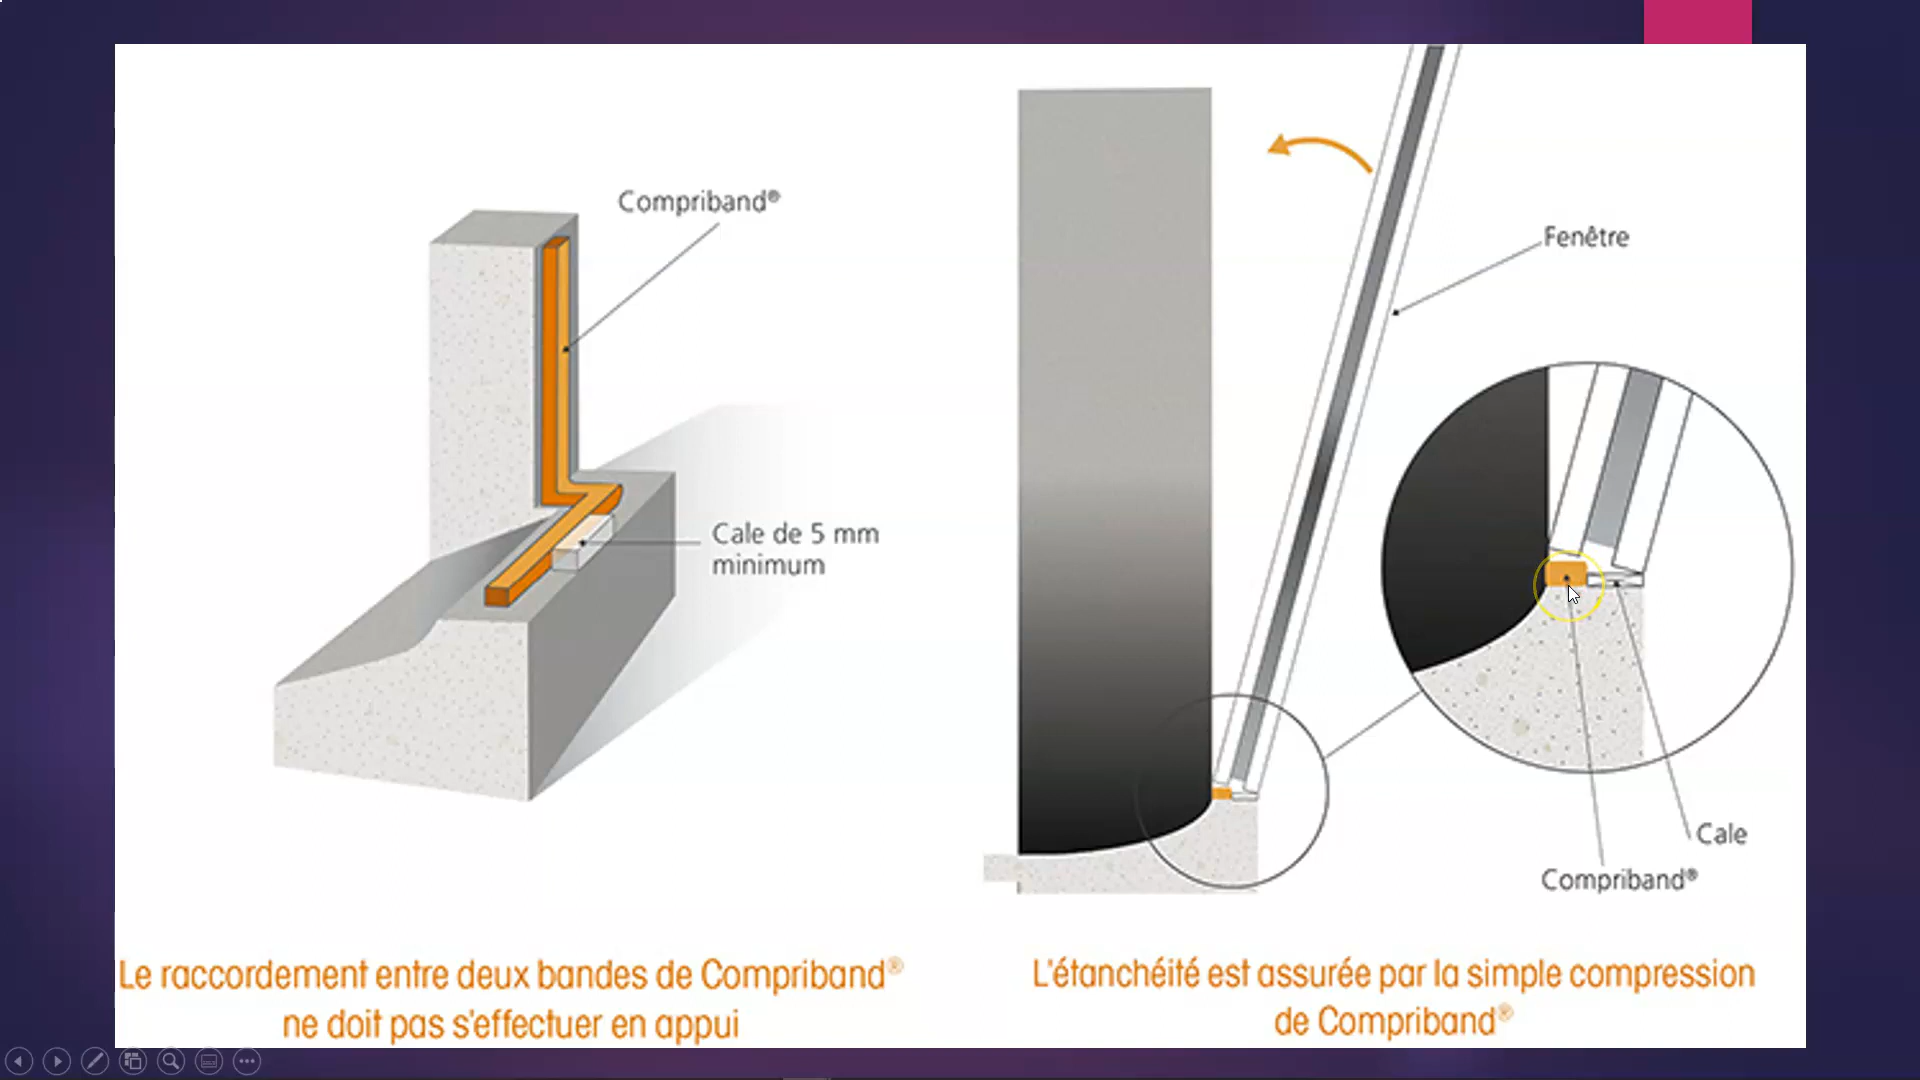 Compriband®
Cale de 5 mm
minimum
Le raccordement entre deux bandes de Compriband®
ne doit pas s'effectuer en appui
Fenêtre
Cale
Compriband®
L'étanchéité est assurée par la simple compression
de Compriband®